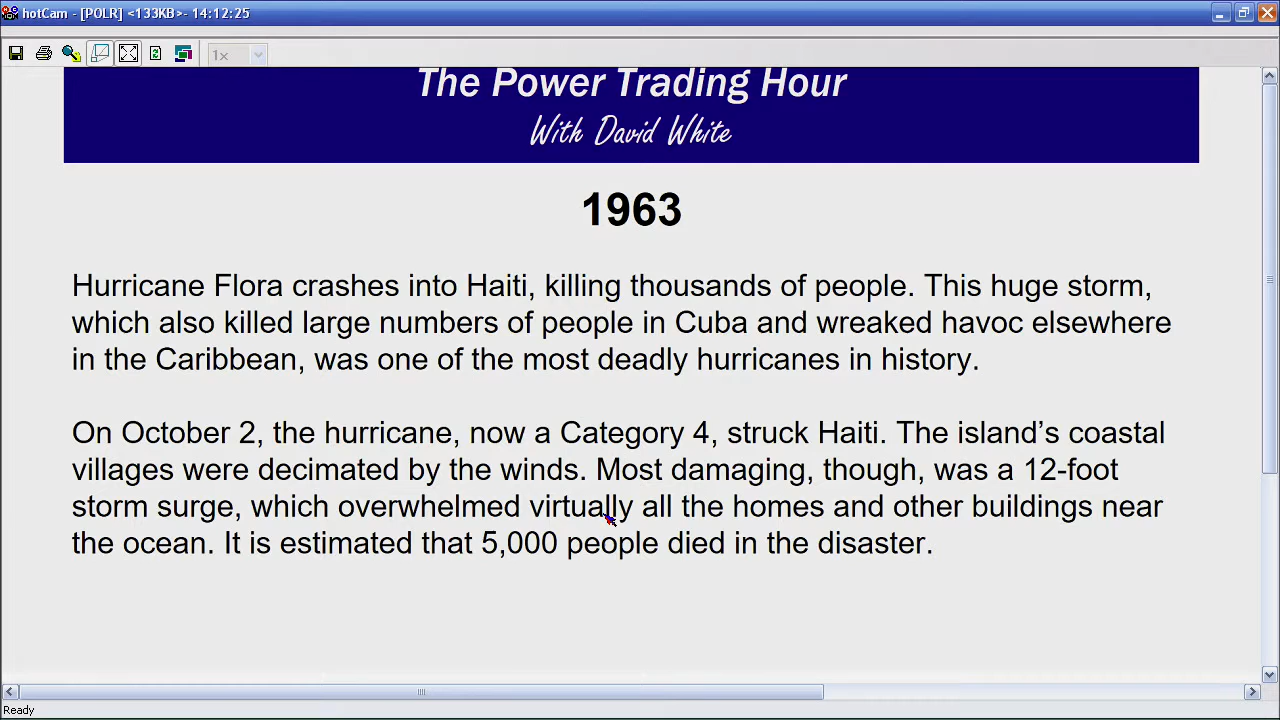 hotCam - [POLR] <133KB>- 14:12:25
1x
The Power Trading Hour
With David White
1963
Hurricane Flora crashes into Haiti, killing thousands of people. This huge storm,
which also killed large numbers of people in Cuba and wreaked havoc elsewhere
in the Caribbean, was one of the most deadly hurricanes in history.
On October 2, the hurricane, now a Category 4, struck Haiti. The island’s coastal
villages were decimated by the winds. Most damaging, though, was a 12-foot
storm surge, which overwhelmed virtually all the homes and other buildings near
the ocean. It is estimated that 5,000 people died in the disaster.
Ready